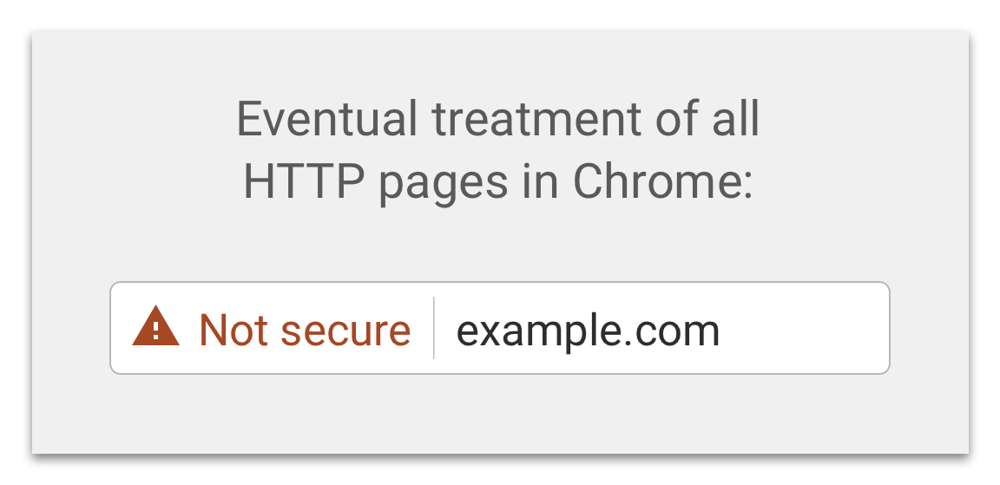 Eventual treatment of all
HTTP pages in Chrome:
Not secure example.com